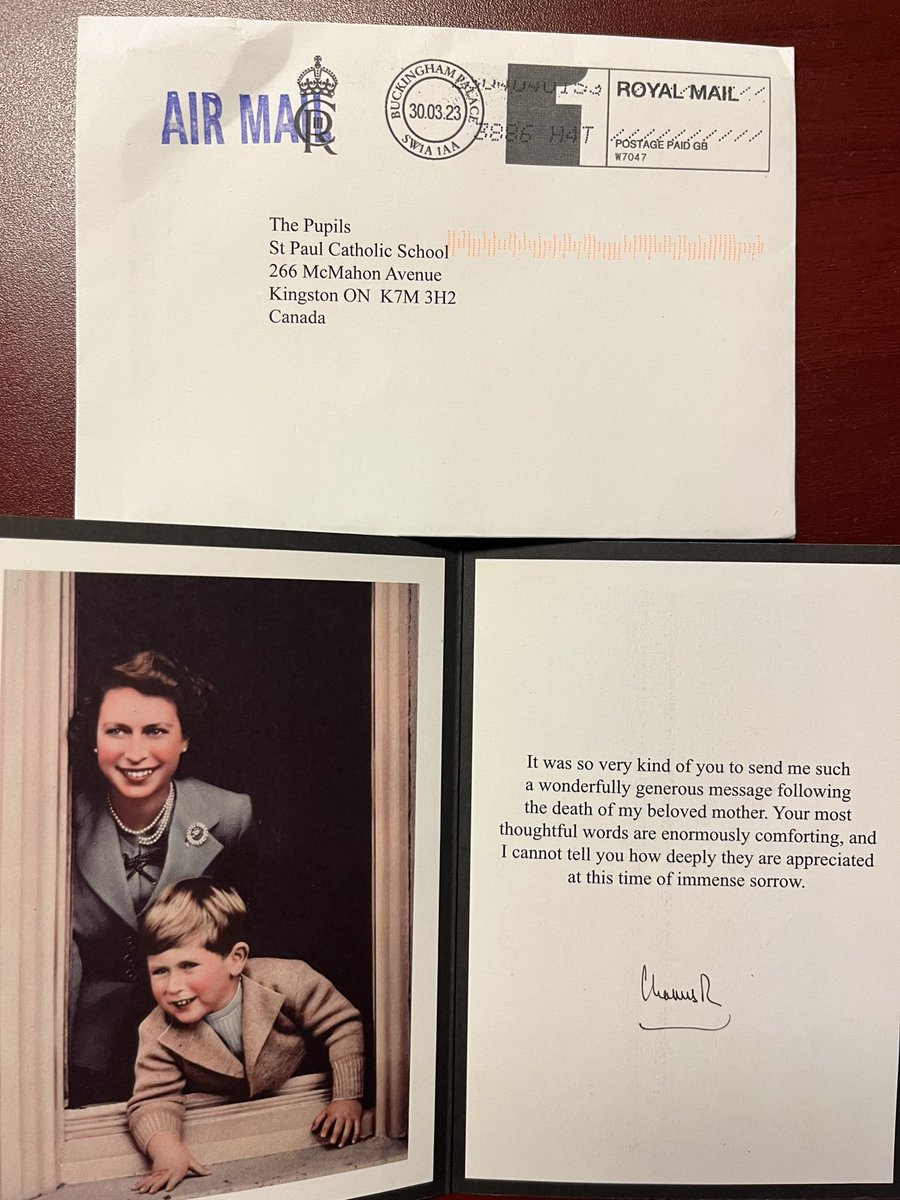 AIR MAIL
CR
BUCKINGHAM PALACE
30.03.23
SW1A 1AA
1
ROYAL MAIL
POSTAGE PAID GB
W7047
The Pupils
St Paul Catholic School
266 McMahon Avenue
Kingston ON K7M 3H2
Canada
It was so very kind of you to send me such
a wonderfully generous message following
the death of my beloved mother. Your most
thoughtful words are enormously comforting, and
I cannot tell you how deeply they are appreciated
at this time of immense sorrow.
Charles R